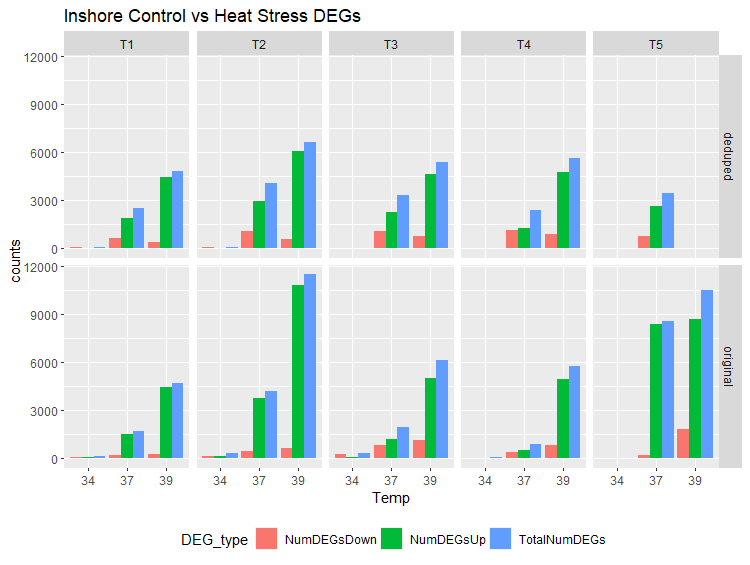 Inshore Control vs Heat Stress DEGs
T1 T2 T3 T4 T5
12000
9000
6000
3000
0
deduped
counts
12000
9000
6000
3000
0
original
34 37 39 34 37 39 34 37 39 34 37 39 34 37 39
Temp
DEG_type NumDEGsDown NumDEGsUp TotalNumDEGs